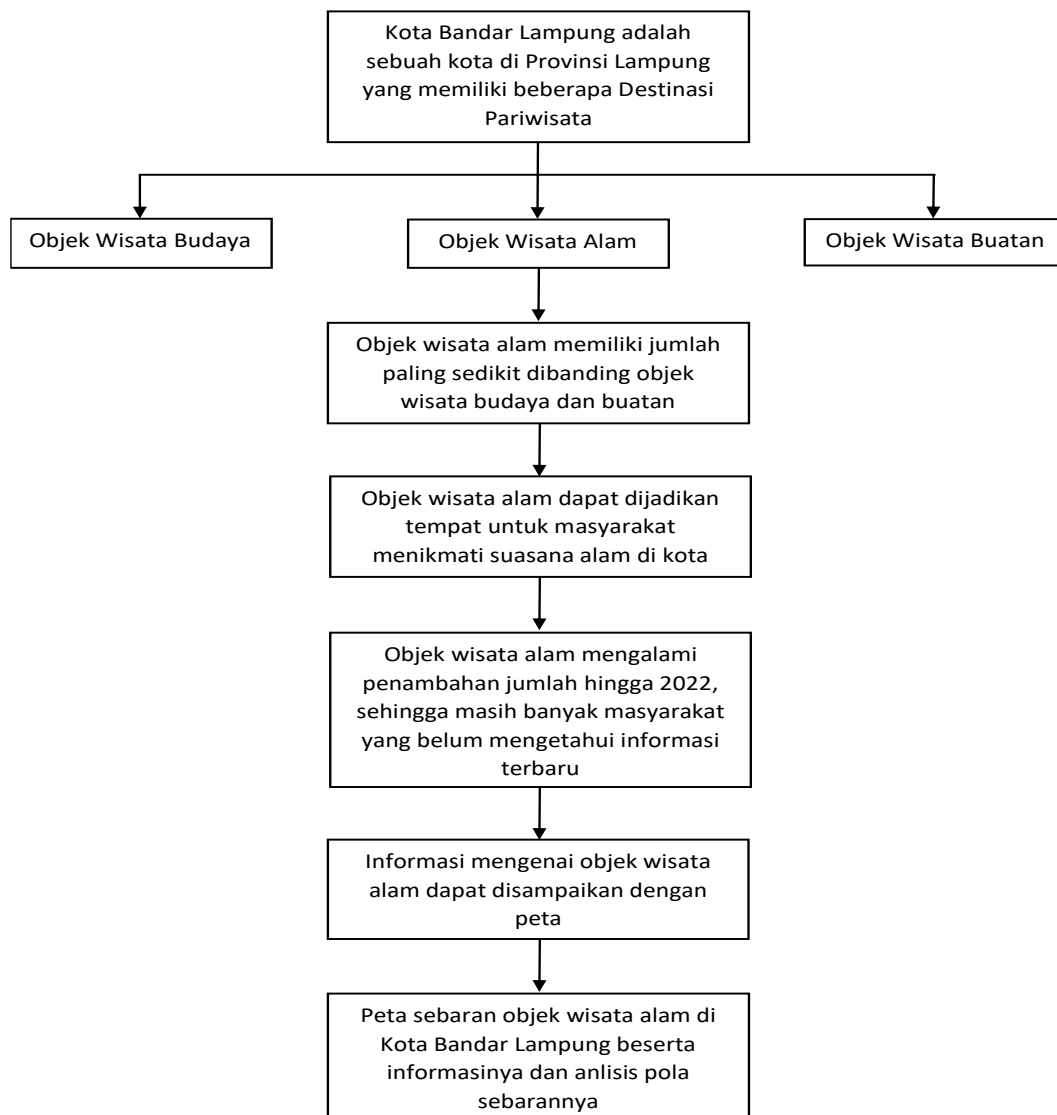 Kota Bandar Lampung adalah
sebuah kota di Provinsi Lampung
yang memiliki beberapa Destinasi
Pariwisata
Objek Wisata Budaya
Objek Wisata Alam
Objek Wisata Buatan
Objek wisata alam memiliki jumlah
paling sedikit dibanding objek
wisata budaya dan buatan
Objek wisata alam dapat dijadikan
tempat untuk masyarakat
menikmati suasana alam di kota
Objek wisata alam mengalami
penambahan jumlah hingga 2022,
sehingga masih banyak masyarakat
yang belum mengetahui informasi
terbaru
Informasi mengenai objek wisata
alam dapat disampaikan dengan
peta
Peta sebaran objek wisata alam di
Kota Bandar Lampung beserta
informasinya dan anlisis pola
sebarannya